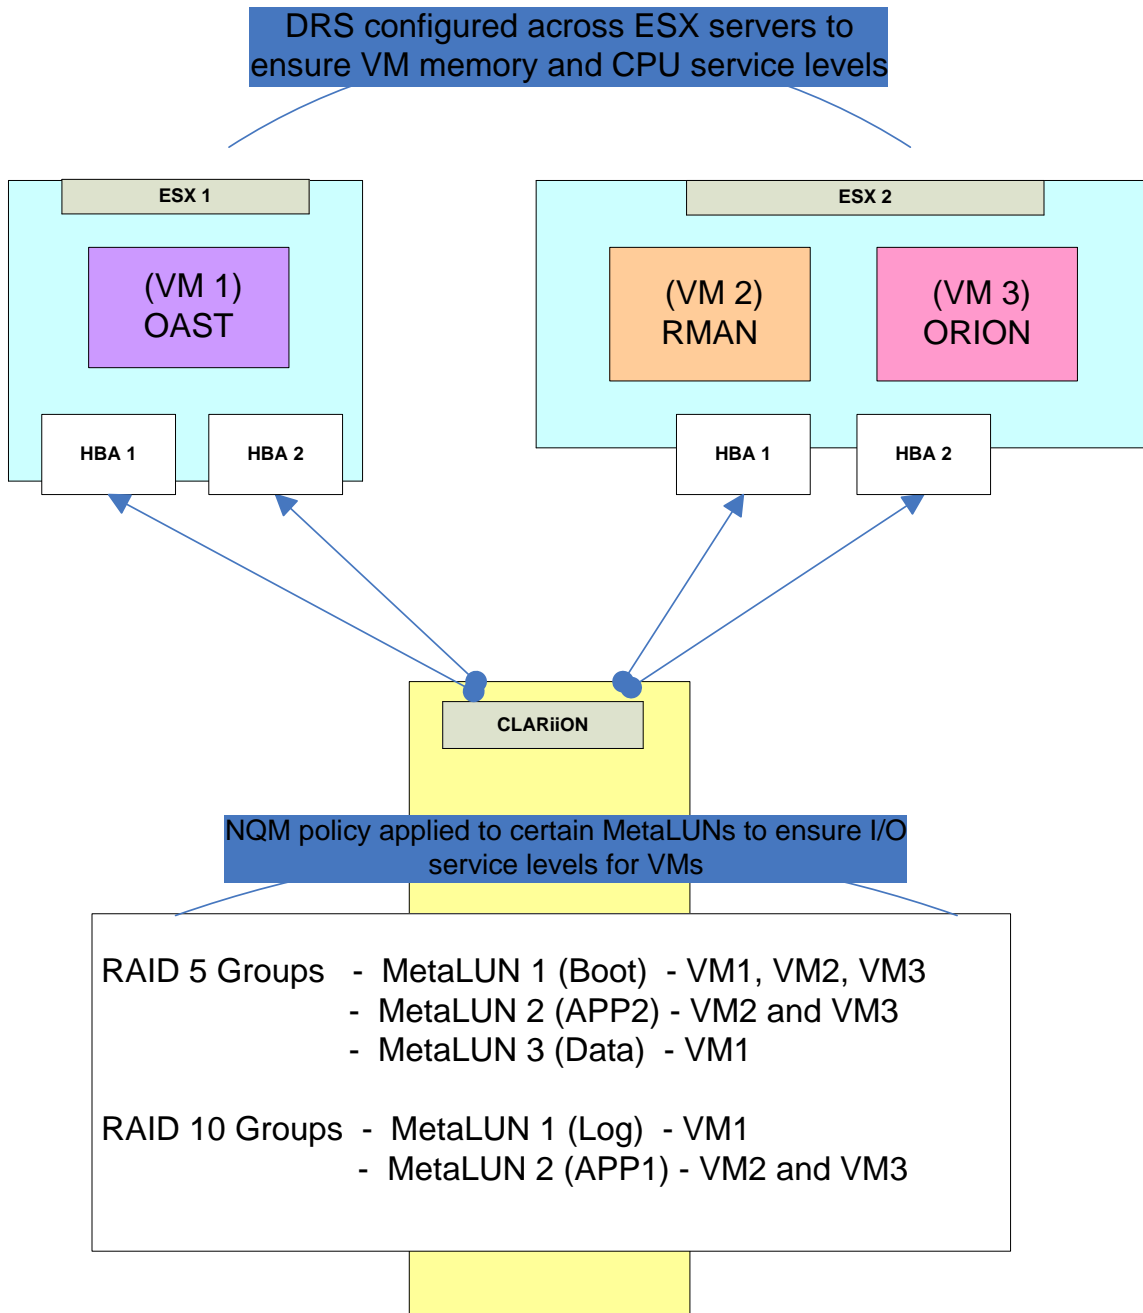 DRS configured across ESX servers to
ensure VM memory and CPU service levels
ESX 1
ESX 2
(VM 1)
OAST
(VM 2)
RMAN
(VM 3)
ORION
HBA 1
HBA 2
HBA 1
HBA 2
CLARiiON
NQM policy applied to certain MetaLUNs to ensure I/O
service levels for VMs
RAID 5 Groups - MetaLUN 1 (Boot) - VM1, VM2, VM3
- MetaLUN 2 (APP2) - VM2 and VM3
- MetaLUN 3 (Data) - VM1
RAID 10 Groups - MetaLUN 1 (Log) - VM1
- MetaLUN 2 (APP1) - VM2 and VM3